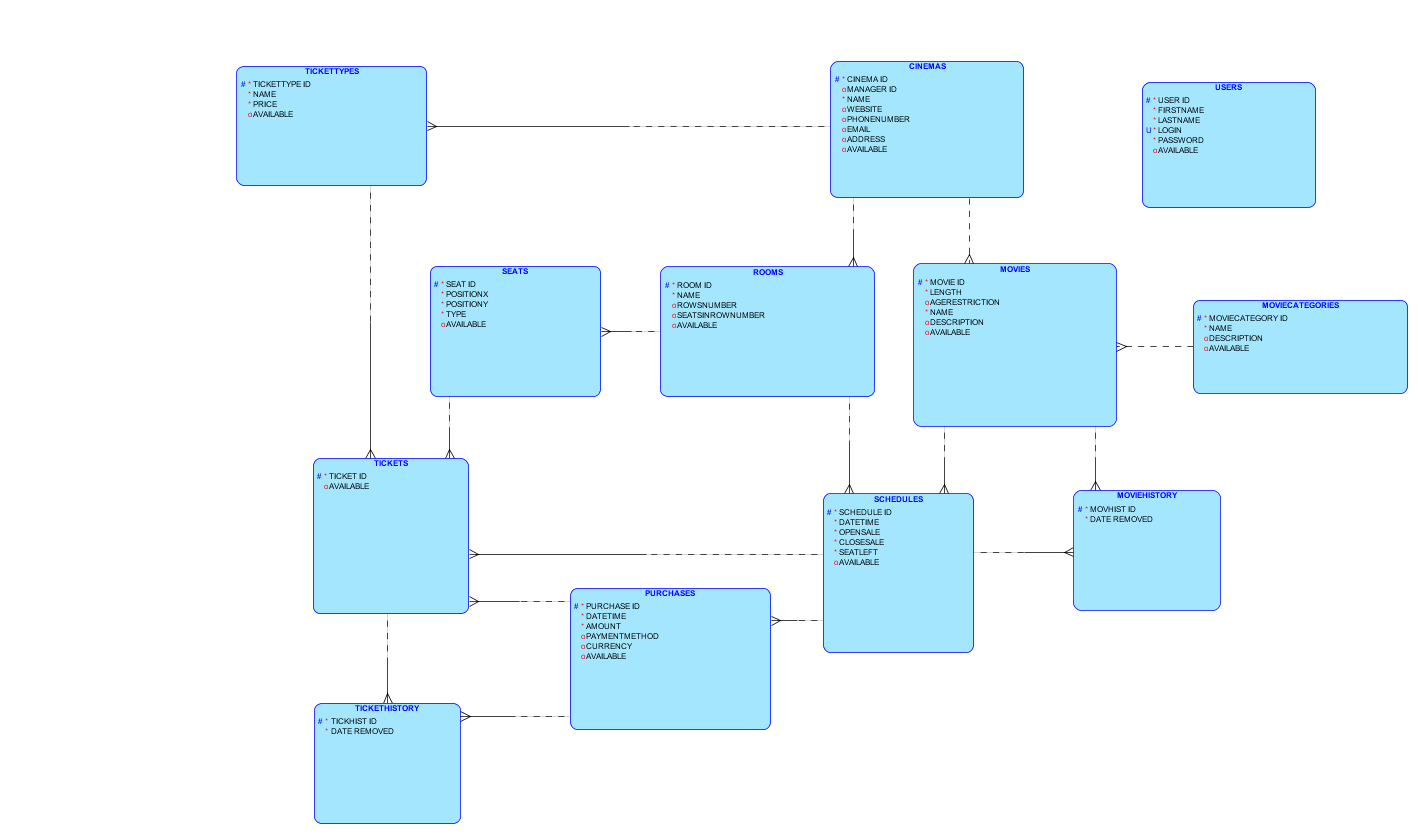 TICKETTYPES
# * TICKETTYPE ID
* NAME
* PRICE
o AVAILABLE
CINEMAS
# * CINEMA ID
o MANAGER ID
* NAME
o WEBSITE
o PHONENUMBER
o EMAIL
o ADDRESS
o AVAILABLE
USERS
# * USER ID
* FIRSTNAME
* LASTNAME
U * LOGIN
* PASSWORD
o AVAILABLE
SEATS
# * SEAT ID
* POSITIONX
* POSITIONY
* TYPE
o AVAILABLE
ROOMS
# * ROOM ID
* NAME
o ROWSNUMBER
o SEATSINROWNUMBER
o AVAILABLE
MOVIES
# * MOVIE ID
* LENGTH
o AGERESTRICTION
* NAME
o DESCRIPTION
o AVAILABLE
MOVIECATEGORIES
# * MOVIECATEGORY ID
* NAME
o DESCRIPTION
o AVAILABLE
TICKETS
# * TICKET ID
o AVAILABLE
SCHEDULES
# * SCHEDULE ID
* DATETIME
* OPENSALE
* CLOSESALE
* SEATLEFT
o AVAILABLE
MOVIEHISTORY
# * MOVHIST ID
* DATE REMOVED
PURCHASES
# * PURCHASE ID
* DATETIME
* AMOUNT
o PAYMENTMETHOD
o CURRENCY
o AVAILABLE
TICKETHISTORY
# * TICKHIST ID
* DATE REMOVED